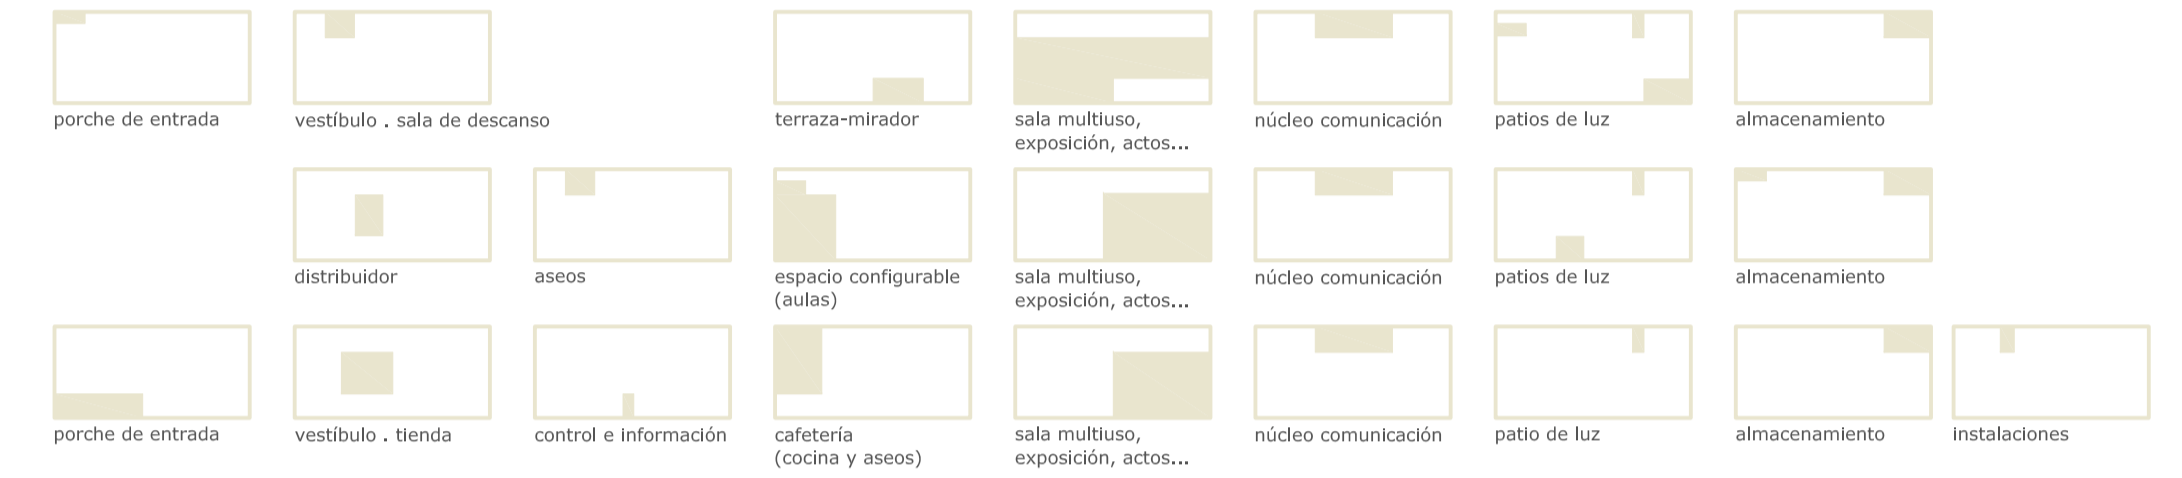 porche de entrada
vestíbulo . sala de descanso
terraza-mirador
sala multiuso,
exposición, actos...
núcleo comunicación
patios de luz
almacenamiento
distribuidor
aseos
espacio configurable
(aulas)
sala multiuso,
exposición, actos...
núcleo comunicación
patios de luz
almacenamiento
porche de entrada
vestíbulo . tienda
control e información
cafetería
(cocina y aseos)
sala multiuso,
exposición, actos...
núcleo comunicación
patio de luz
almacenamiento
instalaciones